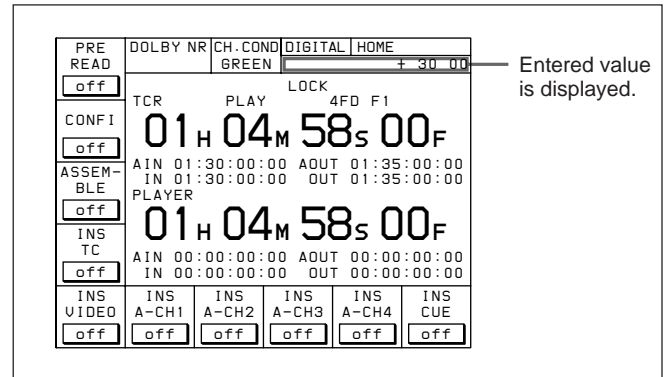 PRE READ
off
DOLBY NR
CH.COND
GREEN
DIGITAL
HOME
+ 30 00
Entered value
is displayed.
LOCK
TCR PLAY 4FD F1
01H 04M 58S 00F
AIN 01:30:00:00 AOUT 01:35:00:00
IN 01:30:00:00 OUT 01:35:00:00
PLAYER
01H 04M 58S 00F
AIN 00:00:00:00 AOUT 00:00:00:00
IN 00:00:00:00 OUT 00:00:00:00
CONFI
off
ASSEM-
BLE
off
INS
TC
off
INS
VIDEO
off
INS
A-CH1
off
INS
A-CH2
off
INS
A-CH3
off
INS
A-CH4
off
INS
CUE
off